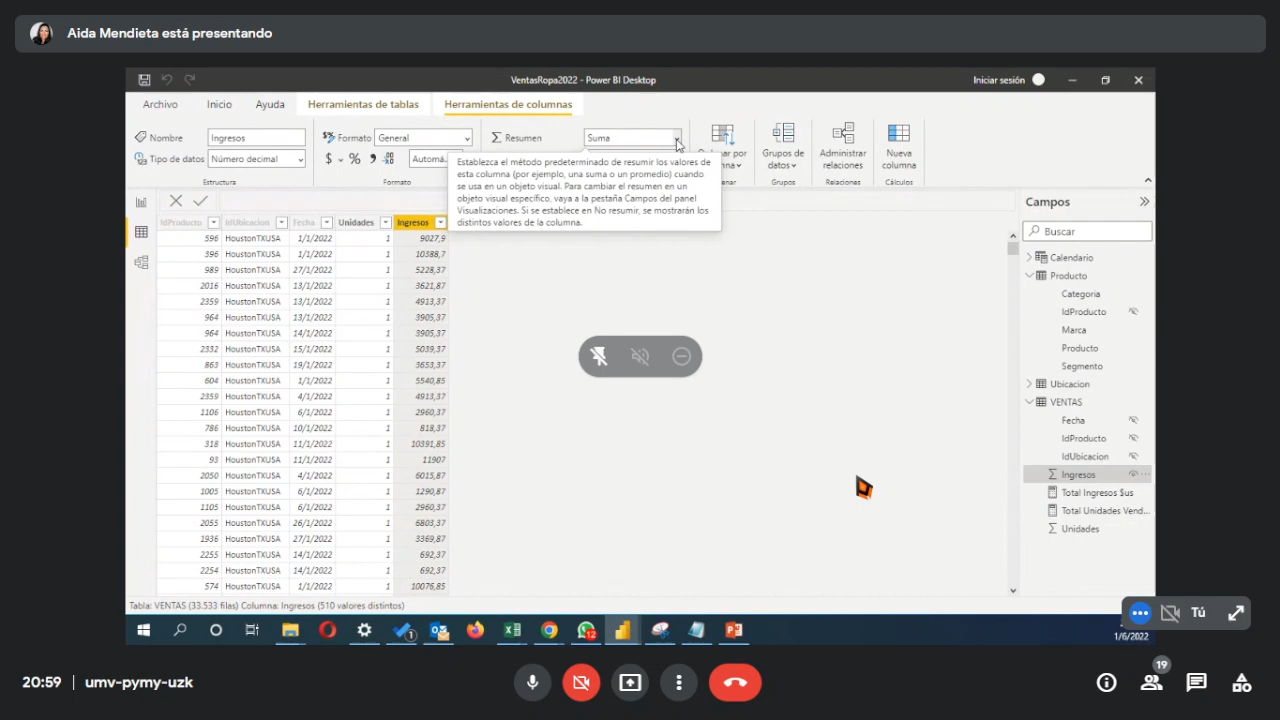 Aida Mendieta está presentando
VentasRopa2022 - Power BI Desktop
Iniciar sesión
Archivo Inicio Ayuda Herramientas de tablas Herramientas de columnas
Nombre Ingresos Formato General Resumen Suma
Tipo de datos Número decimal $ % Automá...
Ordenar por Grupos de datos Administrar relaciones Nueva columna
Estructura Formato Grupos Relaciones Cálculos
Establezca el método predeterminado de resumir los valores de
esta columna (por ejemplo, una suma o un promedio) cuando
se usa en un objeto visual. Para cambiar el resumen en un
objeto visual específico, vaya a la pestaña Campos del panel
Visualizaciones. Si se establece en No resumir, se mostrarán los
distintos valores de la columna.
IdProducto IdUbicacion Fecha Unidades Ingresos
596 HoustonTXUSA 1/1/2022 1 9027,9
396 HoustonTXUSA 1/1/2022 1 10388,7
989 HoustonTXUSA 27/1/2022 1 5228,37
2016 HoustonTXUSA 13/1/2022 1 3621,87
2359 HoustonTXUSA 13/1/2022 1 4913,37
964 HoustonTXUSA 13/1/2022 1 3905,37
964 HoustonTXUSA 14/1/2022 1 3905,37
2332 HoustonTXUSA 15/1/2022 1 5039,37
863 HoustonTXUSA 19/1/2022 1 3653,37
604 HoustonTXUSA 1/1/2022 1 5540,85
2359 HoustonTXUSA 4/1/2022 1 4913,37
1106 HoustonTXUSA 6/1/2022 1 2960,37
786 HoustonTXUSA 10/1/2022 1 818,37
318 HoustonTXUSA 11/1/2022 1 10391,85
93 HoustonTXUSA 11/1/2022 1 11907
2050 HoustonTXUSA 4/1/2022 1 6015,87
1005 HoustonTXUSA 6/1/2022 1 1290,87
1105 HoustonTXUSA 6/1/2022 1 2960,37
2055 HoustonTXUSA 26/1/2022 1 6803,37
1936 HoustonTXUSA 27/1/2022 1 3369,87
2255 HoustonTXUSA 14/1/2022 1 692,37
2254 HoustonTXUSA 14/1/2022 1 692,37
574 HoustonTXUSA 1/1/2022 1 10076,85
Tabla: VENTAS (33.533 filas) Columna: Ingresos (510 valores distintos)
Campos
Buscar
Calendario
Producto
Categoria
IdProducto
Marca
Producto
Segmento
Ubicacion
VENTAS
Fecha
IdProducto
IdUbicacion
Ingresos
Total Ingresos $us
Total Unidades Vend...
Unidades
Tú
1
12
1/6/2022
20:59 | umv-pymy-uzk
19